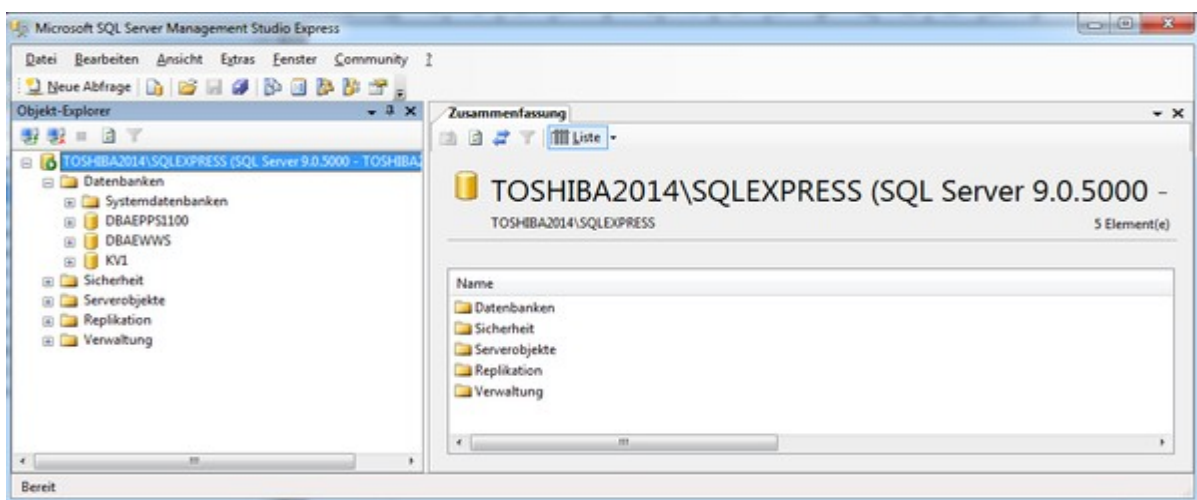 Microsoft SQL Server Management Studio Express
Datei Bearbeiten Ansicht Extras Fenster Community ?
Neue Abfrage
Objekt-Explorer
TOSHIBA2014\SQLEXPRESS (SQL Server 9.0.5000 - TOSHIBA2
Datenbanken
Systemdatenbanken
DBAEPPS1100
DBAEWWS
KV1
Sicherheit
Serverobjekte
Replikation
Verwaltung
Zusammenfassung
Liste
TOSHIBA2014\SQLEXPRESS (SQL Server 9.0.5000 -
TOSHIBA2014\SQLEXPRESS 5 Element(e)
Name
Datenbanken
Sicherheit
Serverobjekte
Replikation
Verwaltung
Bereit